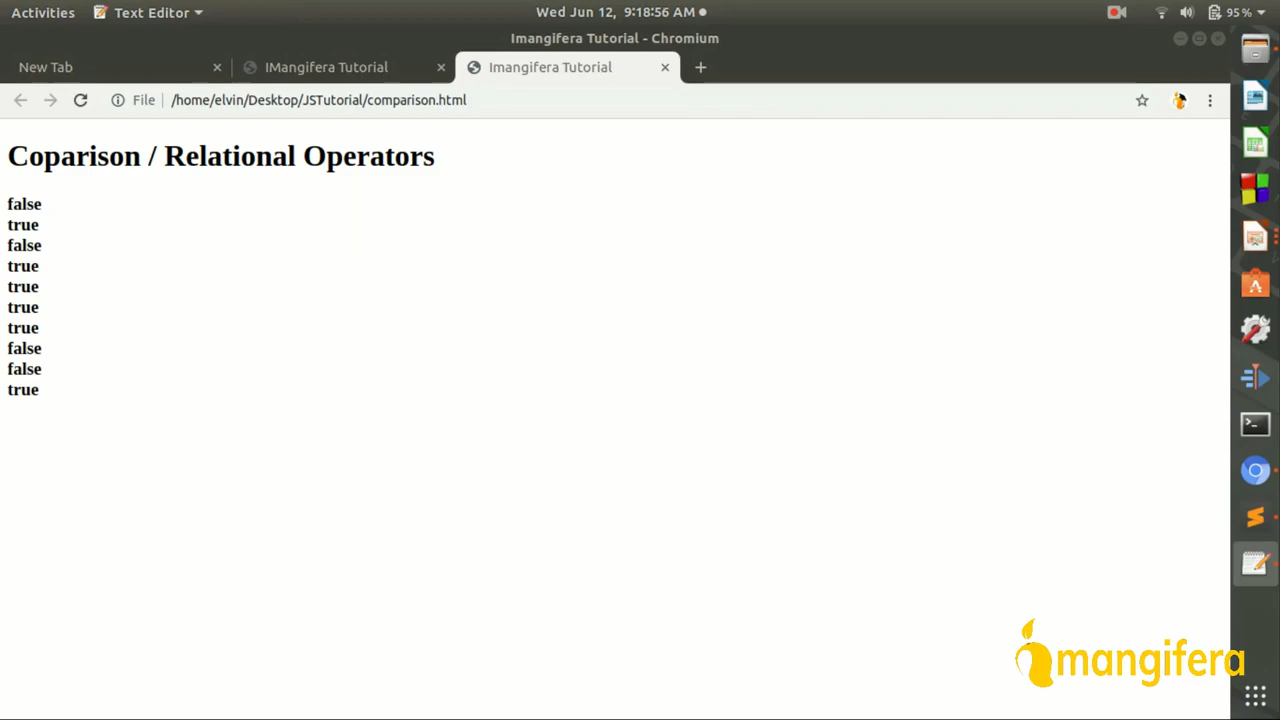 Activities Text Editor Wed Jun 12, 9:18:56 AM 95%
Imangifera Tutorial - Chromium
New Tab IMangifera Tutorial Imangifera Tutorial
File /home/elvin/Desktop/JSTutorial/comparison.html
Coparison / Relational Operators
false
true
false
true
true
true
true
false
false
true
mangifera